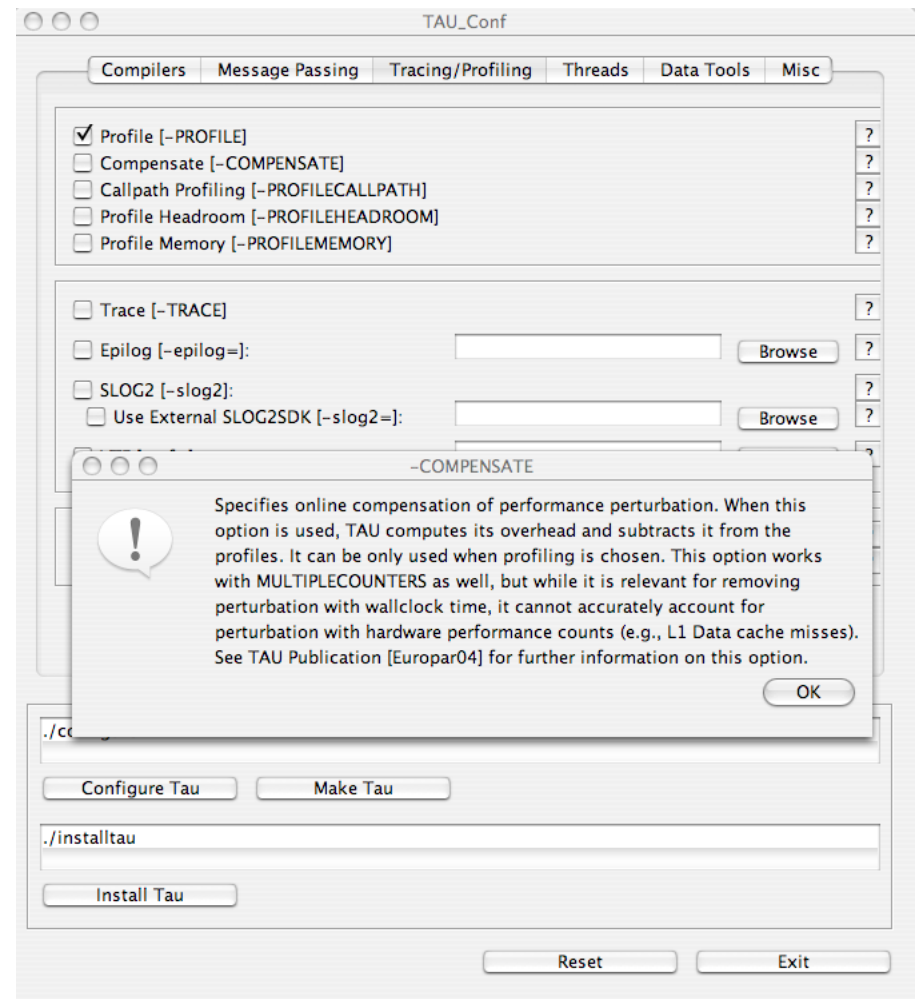 TAU_Conf
Compilers Message Passing Tracing/Profiling Threads Data Tools Misc
Profile [-PROFILE] ?
Compensate [-COMPENSATE] ?
Callpath Profiling [-PROFILECALLPATH] ?
Profile Headroom [-PROFILEHEADROOM] ?
Profile Memory [-PROFILEMEMORY] ?
Trace [-TRACE] ?
Epilog [-epilog=]: Browse ?
SLOG2 [-slog2]: ?
Use External SLOG2SDK [-slog2=]: Browse ?
-COMPENSATE
Specifies online compensation of performance perturbation. When this
option is used, TAU computes its overhead and subtracts it from the
profiles. It can be only used when profiling is chosen. This option works
with MULTIPLECOUNTERS as well, but while it is relevant for removing
perturbation with wallclock time, it cannot accurately account for
perturbation with hardware performance counts (e.g., L1 Data cache misses).
See TAU Publication [Europar04] for further information on this option.
OK
Configure Tau Make Tau
./installtau
Install Tau
Reset Exit